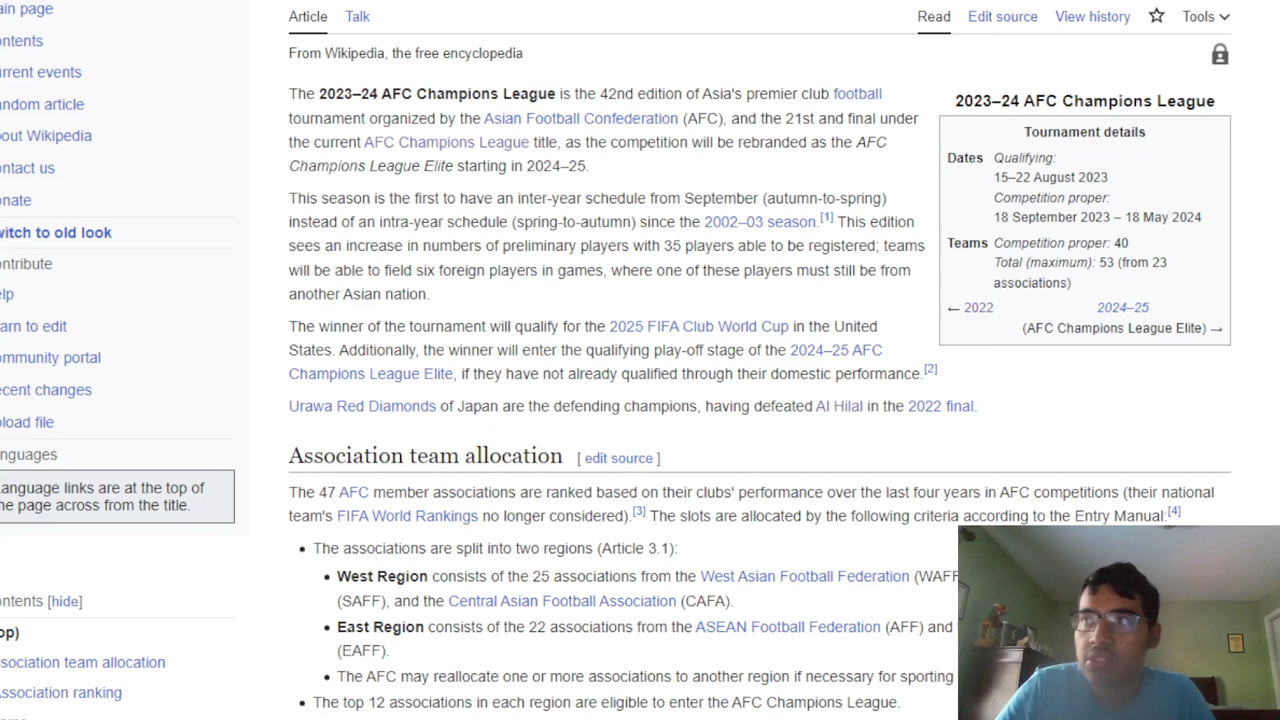 ain page
ontents
urrent events
andom article
bout Wikipedia
ontact us
onate
witch to old look
ontribute
elp
earn to edit
ommunity portal
ecent changes
pload file
nguages
anguage links are at the top of
he page across from the title.
ontents [hide]
op)
ssociation team allocation
Association ranking
Article Talk
Read Edit source View history Tools
From Wikipedia, the free encyclopedia
The 2023–24 AFC Champions League is the 42nd edition of Asia's premier club football
tournament organized by the Asian Football Confederation (AFC), and the 21st and final under
the current AFC Champions League title, as the competition will be rebranded as the AFC
Champions League Elite starting in 2024–25.
This season is the first to have an inter-year schedule from September (autumn-to-spring)
instead of an intra-year schedule (spring-to-autumn) since the 2002–03 season.[1] This edition
sees an increase in numbers of preliminary players with 35 players able to be registered; teams
will be able to field six foreign players in games, where one of these players must still be from
another Asian nation.
The winner of the tournament will qualify for the 2025 FIFA Club World Cup in the United
States. Additionally, the winner will enter the qualifying play-off stage of the 2024–25 AFC
Champions League Elite, if they have not already qualified through their domestic performance.[2]
Urawa Red Diamonds of Japan are the defending champions, having defeated Al Hilal in the 2022 final.
2023–24 AFC Champions League
Tournament details
Dates Qualifying:
15–22 August 2023
Competition proper:
18 September 2023 – 18 May 2024
Teams Competition proper: 40
Total (maximum): 53 (from 23
associations)
← 2022 2024–25
(AFC Champions League Elite) →
Association team allocation [ edit source ]
The 47 AFC member associations are ranked based on their clubs' performance over the last four years in AFC competitions (their national
team's FIFA World Rankings no longer considered).[3] The slots are allocated by the following criteria according to the Entry Manual:[4]
• The associations are split into two regions (Article 3.1):
• West Region consists of the 25 associations from the West Asian Football Federation (WAFF
(SAFF), and the Central Asian Football Association (CAFA).
• East Region consists of the 22 associations from the ASEAN Football Federation (AFF) and
(EAFF).
• The AFC may reallocate one or more associations to another region if necessary for sporting
• The top 12 associations in each region are eligible to enter the AFC Champions League.